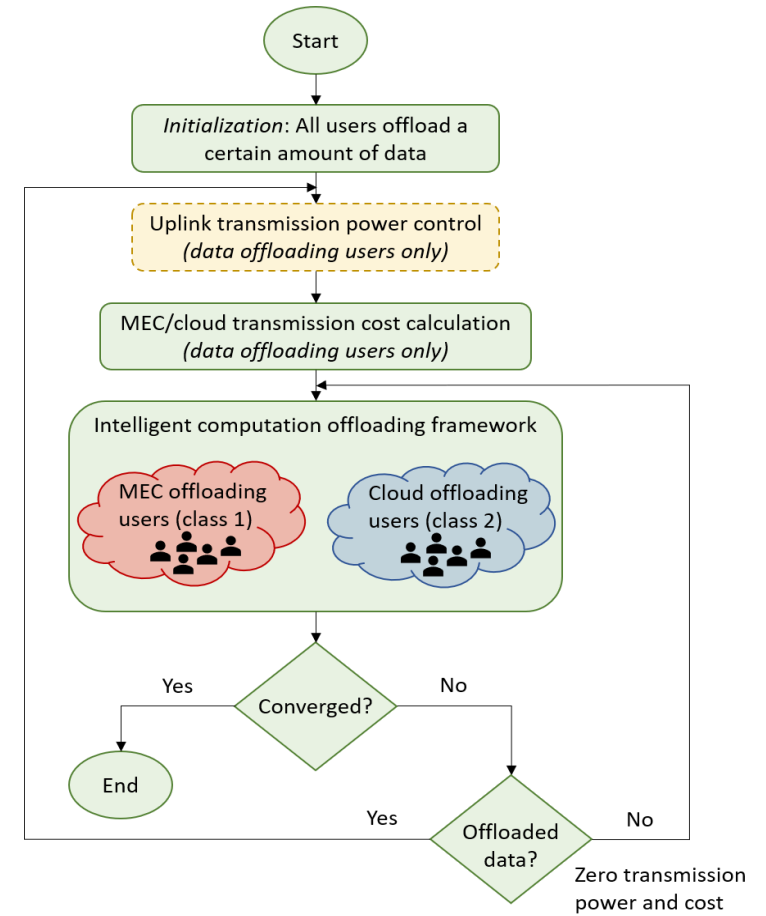 Start
Initialization: All users offload a
certain amount of data
Uplink transmission power control
(data offloading users only)
MEC/cloud transmission cost calculation
(data offloading users only)
Intelligent computation offloading framework
MEC offloading
users (class 1)
Cloud offloading
users (class 2)
Yes
Converged?
No
End
Yes
Offloaded
data?
No
Zero transmission
power and cost